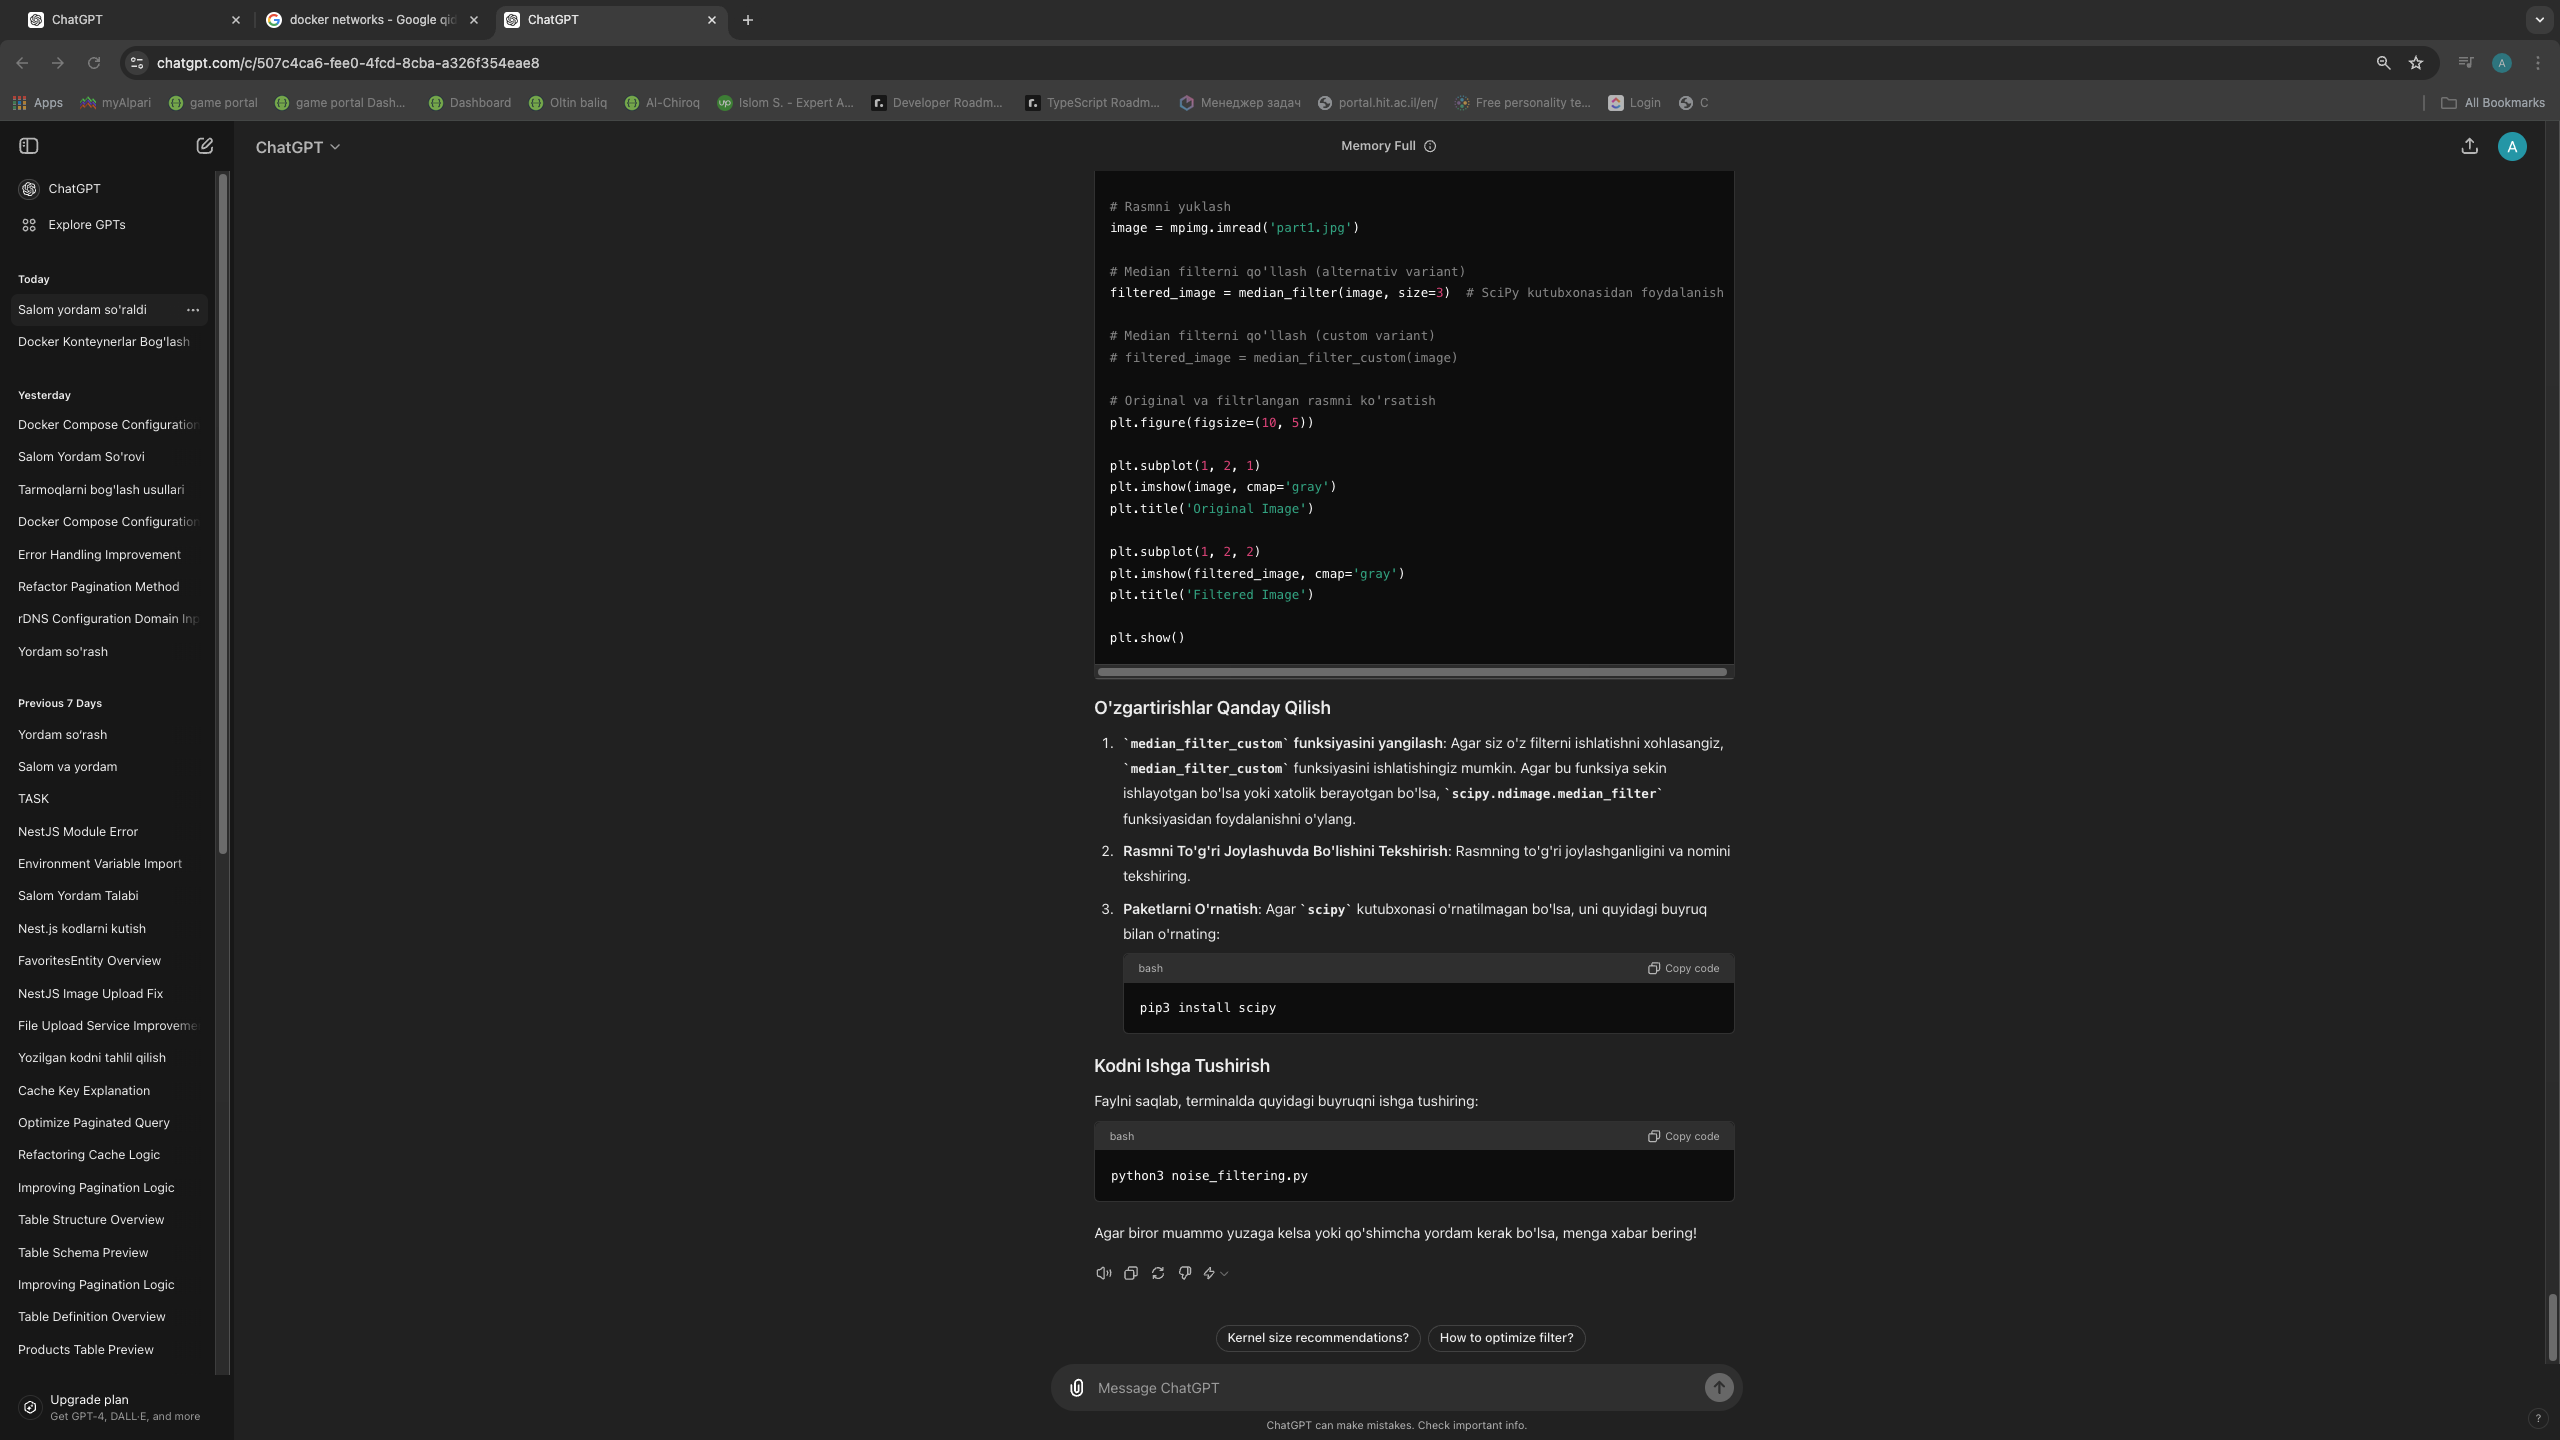 ChatGPT
docker networks - Google qid
ChatGPT
chatgpt.com/c/507c4ca6-fee0-4fcd-8cba-a326f354eae8
A
Apps
myAlpari
game portal
game portal Dash...
Dashboard
Oltin baliq
Al-Chiroq
up
Islom S. - Expert A...
r.
Developer Roadm...
r.
TypeScript Roadm...
Менеджер задач
portal.hit.ac.il/en/
Free personality te...
Login
C
All Bookmarks
ChatGPT
Memory Full
A
ChatGPT
Explore GPTs
Today
Salom yordam so'raldi
Docker Konteynerlar Bog'lash
Yesterday
Docker Compose Configuration
Salom Yordam So'rovi
Tarmoqlarni bog'lash usullari
Docker Compose Configuration
Error Handling Improvement
Refactor Pagination Method
rDNS Configuration Domain Inp
Yordam so'rash
Previous 7 Days
Yordam so‘rash
Salom va yordam
TASK
NestJS Module Error
Environment Variable Import
Salom Yordam Talabi
Nest.js kodlarni kutish
FavoritesEntity Overview
NestJS Image Upload Fix
File Upload Service Improveme
Yozilgan kodni tahlil qilish
Cache Key Explanation
Optimize Paginated Query
Refactoring Cache Logic
Improving Pagination Logic
Table Structure Overview
Table Schema Preview
Improving Pagination Logic
Table Definition Overview
Products Table Preview
Upgrade plan
Get GPT-4, DALL·E, and more
# Rasmni yuklash
image = mpimg.imread('part1.jpg')
# Median filterni qo'llash (alternativ variant)
filtered_image = median_filter(image, size=3)  # SciPy kutubxonasidan foydalanish
# Median filterni qo'llash (custom variant)
# filtered_image = median_filter_custom(image)
# Original va filtrlangan rasmni ko'rsatish
plt.figure(figsize=(10, 5))
plt.subplot(1, 2, 1)
plt.imshow(image, cmap='gray')
plt.title('Original Image')
plt.subplot(1, 2, 2)
plt.imshow(filtered_image, cmap='gray')
plt.title('Filtered Image')
plt.show()
O'zgartirishlar Qanday Qilish
1. `median_filter_custom` funksiyasini yangilash: Agar siz o'z filterni ishlatishni xohlasangiz,
`median_filter_custom` funksiyasini ishlatishingiz mumkin. Agar bu funksiya sekin
ishlayotgan bo'lsa yoki xatolik berayotgan bo'lsa, `scipy.ndimage.median_filter`
funksiyasidan foydalanishni o'ylang.
2. Rasmni To'g'ri Joylashuvda Bo'lishini Tekshirish: Rasmning to'g'ri joylashganligini va nomini
tekshiring.
3. Paketlarni O'rnatish: Agar `scipy` kutubxonasi o'rnatilmagan bo'lsa, uni quyidagi buyruq
bilan o'rnating:
bash
Copy code
pip3 install scipy
Kodni Ishga Tushirish
Faylni saqlab, terminalda quyidagi buyruqni ishga tushiring:
bash
Copy code
python3 noise_filtering.py
Agar biror muammo yuzaga kelsa yoki qo'shimcha yordam kerak bo'lsa, menga xabar bering!
Kernel size recommendations?
How to optimize filter?
Message ChatGPT
ChatGPT can make mistakes. Check important info.
?